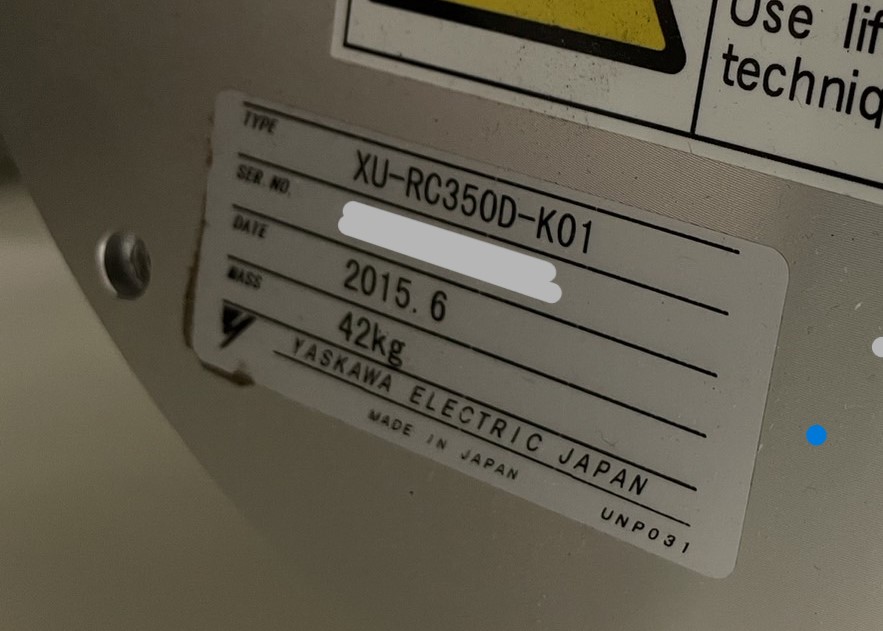 Use lif
techniq
TYPE XU-RC350D-K01
SER. NO.
DATE 2015. 6
MASS 42kg
YASKAWA ELECTRIC JAPAN
MADE IN JAPAN
UNP031